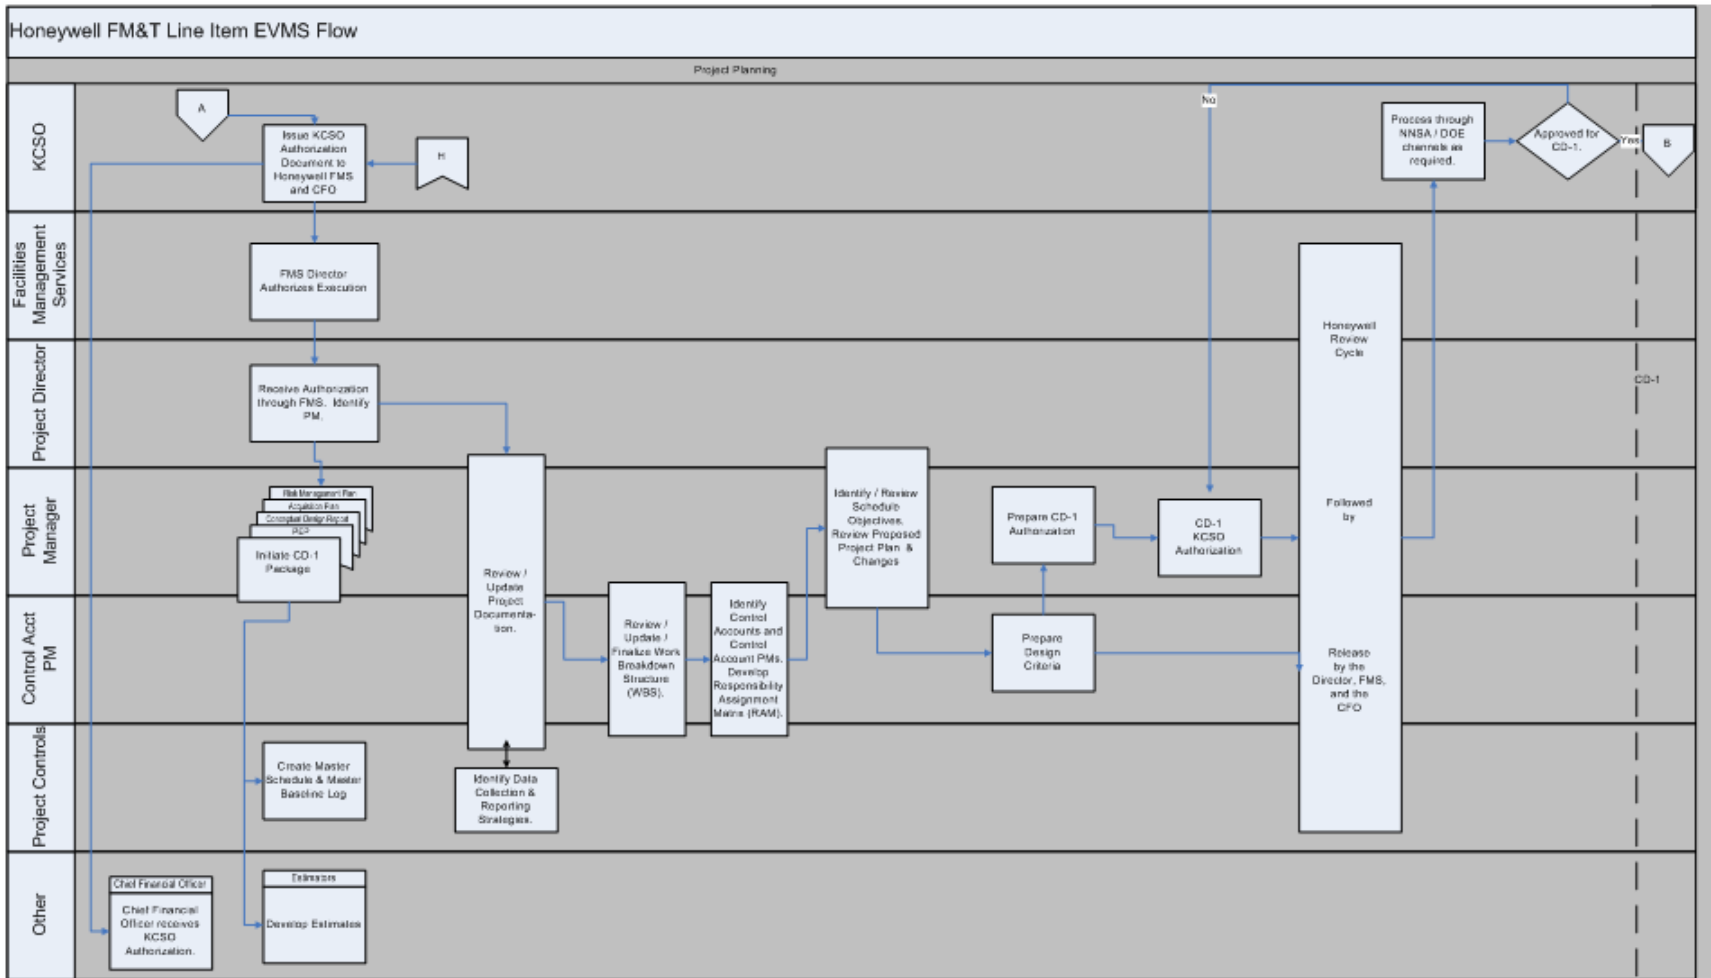 Honeywell FM&T Line Item EVMS Flow
Project Planning
KCSO
A
Issue KCSO
Authorization
Document to
Honeywell FMS
and CFO
H
No
Process through
NNSA / DOE
channels as
required.
Approved for
CD-1.
Yes
B
Facilities
Management
Services
FMS Director
Authorizes Execution
Honeywell
Review
Cycle
Followed
by
Release
by the
Director, FMS,
and the
CFO
Project Director
Receive Authorization
through FMS. Identify
PM.
CD-1
Project
Manager
Risk Management Plan
Acquisition Plan
Conceptual Design Report
PEP
Initiate CD-1
Package
Review /
Update
Project
Documenta-
tion.
Identify / Review
Schedule
Objectives.
Review Proposed
Project Plan &
Changes
Prepare CD-1
Authorization
CD-1
KCSO
Authorization
Control Acct
PM
Review /
Update /
Finalize Work
Breakdown
Structure
(WBS).
Identify
Control
Accounts and
Control
Account PMs.
Develop
Responsibility
Assignment
Matrix (RAM).
Prepare
Design
Criteria
Project Controls
Create Master
Schedule & Master
Baseline Log
Identify Data
Collection &
Reporting
Strategies.
Other
Chief Financial Officer
Chief Financial
Officer receives
KCSO
Authorization.
Estimators
Develop Estimates